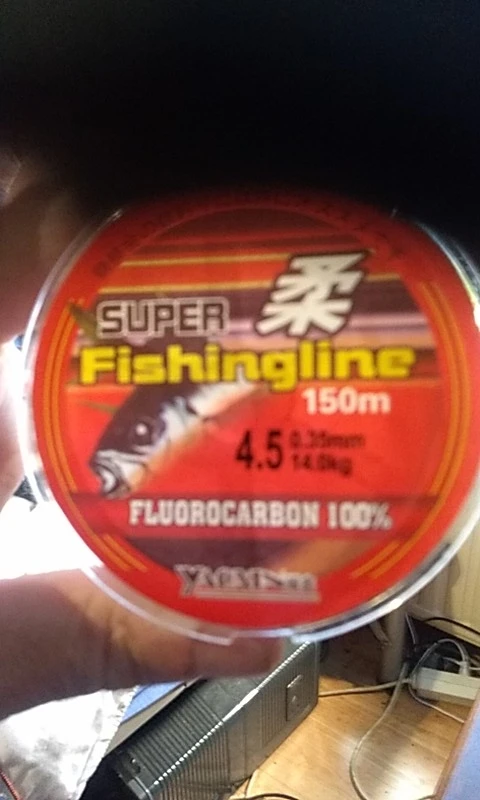 SUPER 柔
Fishingline
150m
4.5 0.35mm
14.0kg
FLUOROCARBON 100%